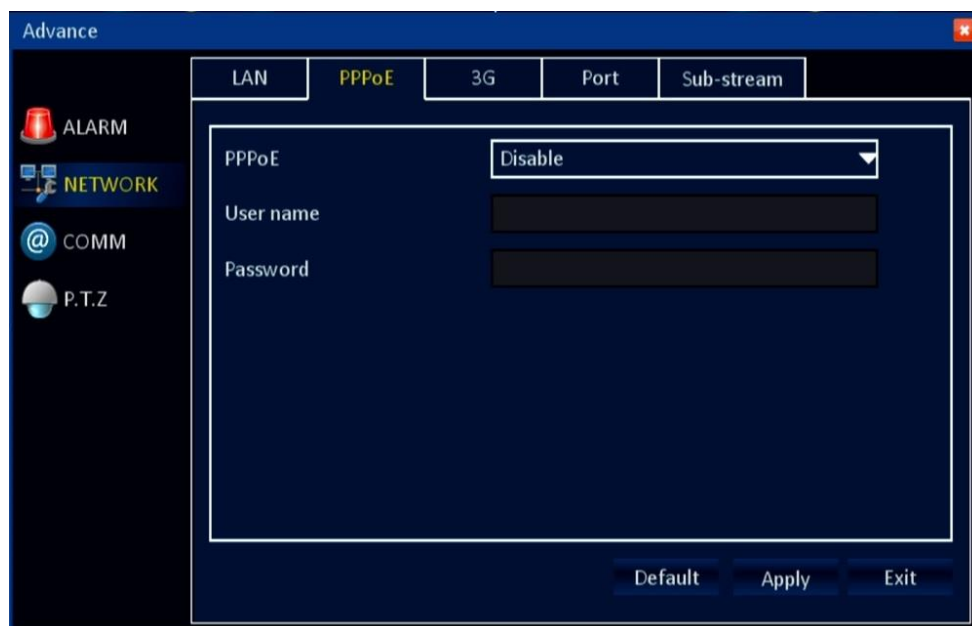 Advance
LAN PPPoE 3G Port Sub-stream
ALARM
NETWORK
COMM
P.T.Z
PPPoE Disable
User name
Password
Default Apply Exit